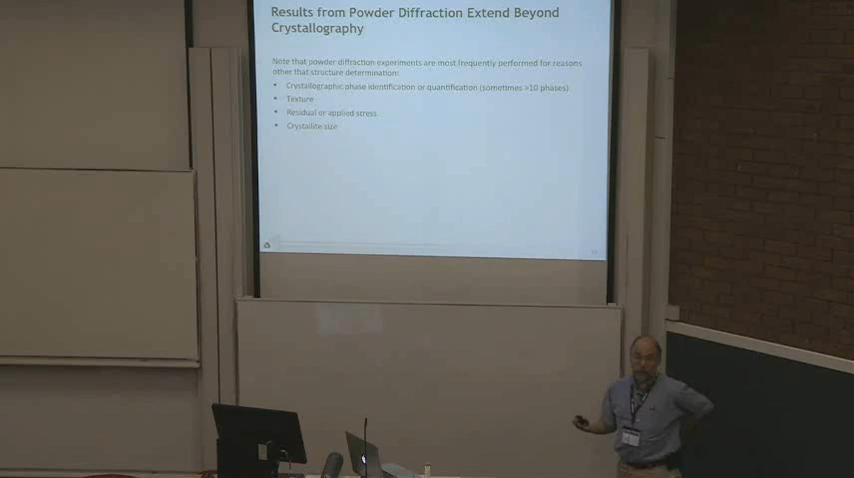 Results from Powder Diffraction Extend Beyond
Crystallography
Note that powder diffraction experiments are most frequently performed for reasons
other that structure determination:
• Crystallographic phase identification or quantification (sometimes >10 phases)
• Texture
• Residual or applied stress
• Crystallite size